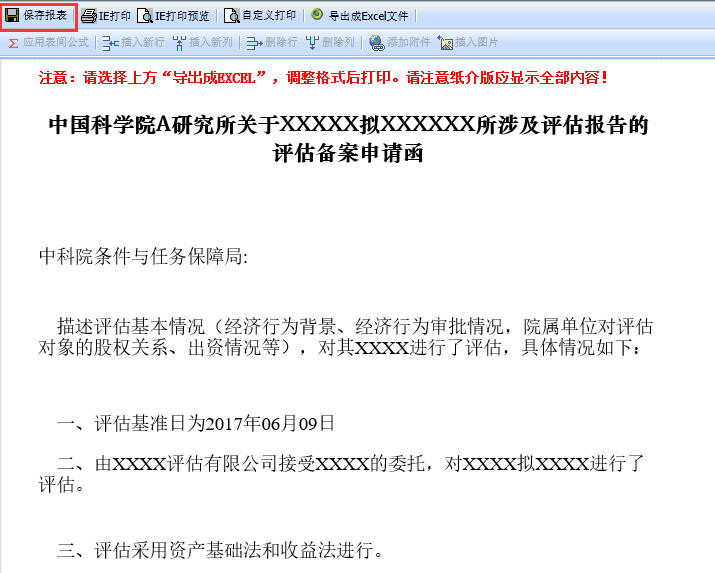 保存报表 IE打印 IE打印预览 自定义打印 导出成Excel文件
Σ 应用表间公式 插入新行 插入新列 删除行 删除列 添加附件 插入图片
注意：请选择上方“导出成EXCEL”，调整格式后打印。请注意纸介版应显示全部内容！
中国科学院A研究所关于XXXXX拟XXXXXX所涉及评估报告的
评估备案申请函
中科院条件与任务保障局:
描述评估基本情况（经济行为背景、经济行为审批情况，院属单位对评估
对象的股权关系、出资情况等），对其XXXX进行了评估，具体情况如下：
一、评估基准日为2017年06月09日
二、由XXXX评估有限公司接受XXXX的委托，对XXXX拟XXXX进行了
评估。
三、评估采用资产基础法和收益法进行。